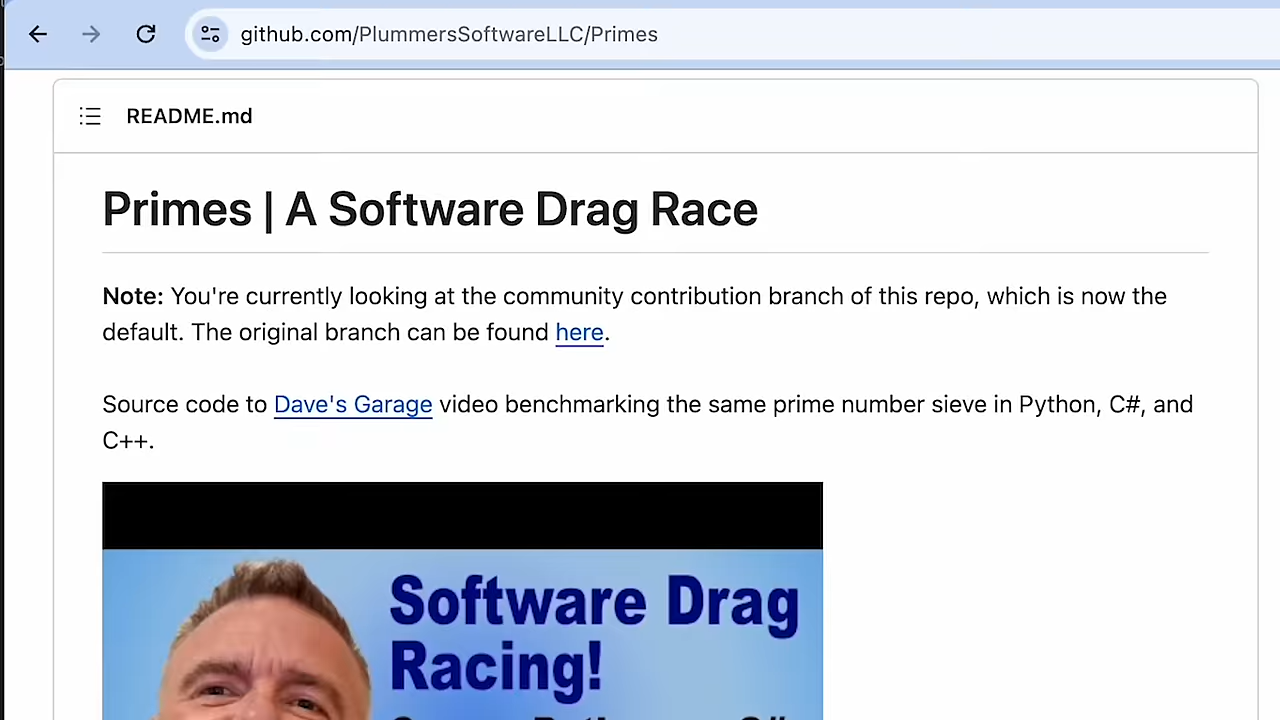 github.com/PlummersSoftwareLLC/Primes
README.md
Primes | A Software Drag Race
Note: You're currently looking at the community contribution branch of this repo, which is now the
default. The original branch can be found here.
Source code to Dave's Garage video benchmarking the same prime number sieve in Python, C#, and
C++.
Software Drag
Racing!